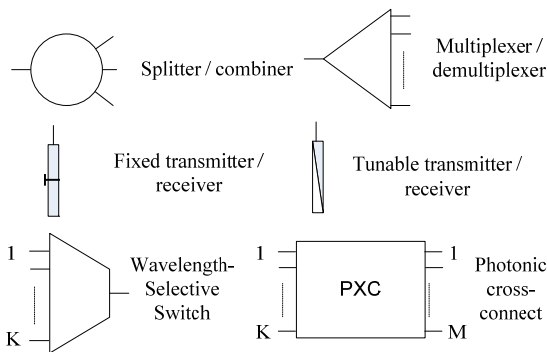 Splitter / combiner
Multiplexer /
demultiplexer
Fixed transmitter /
receiver
Tunable transmitter /
receiver
1
K
Wavelength-
Selective
Switch
1
K
PXC
1
M
Photonic
cross-
connect